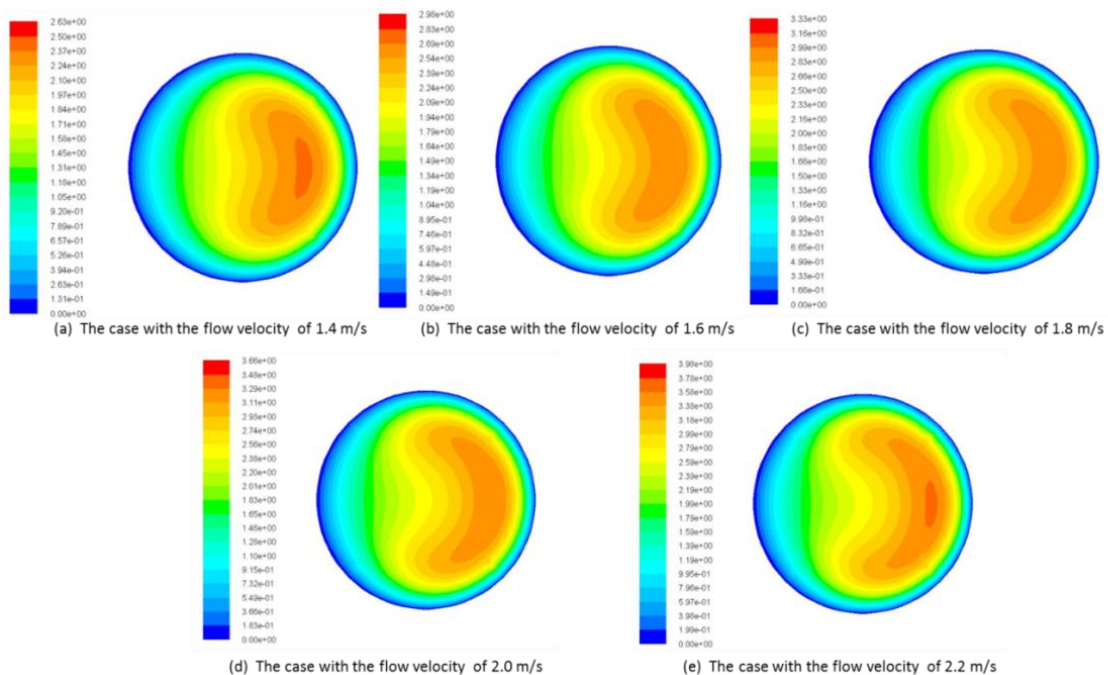 2.63e+00
2.50e+00
2.37e+00
2.24e+00
2.10e+00
1.97e+00
1.84e+00
1.71e+00
1.58e+00
1.45e+00
1.31e+00
1.18e+00
1.05e+00
9.20e-01
7.89e-01
6.57e-01
5.26e-01
3.94e-01
2.63e-01
1.31e-01
0.00e+00
(a) The case with the flow velocity of 1.4 m/s
2.98e+00
2.83e+00
2.69e+00
2.54e+00
2.39e+00
2.24e+00
2.09e+00
1.94e+00
1.79e+00
1.64e+00
1.49e+00
1.34e+00
1.19e+00
1.04e+00
8.95e-01
7.46e-01
5.97e-01
4.48e-01
2.98e-01
1.49e-01
0.00e+00
(b) The case with the flow velocity of 1.6 m/s
3.33e+00
3.16e+00
2.99e+00
2.83e+00
2.66e+00
2.50e+00
2.33e+00
2.16e+00
2.00e+00
1.83e+00
1.66e+00
1.50e+00
1.33e+00
1.16e+00
9.98e-01
8.32e-01
6.65e-01
4.99e-01
3.33e-01
1.66e-01
0.00e+00
(c) The case with the flow velocity of 1.8 m/s
3.66e+00
3.48e+00
3.29e+00
3.11e+00
2.93e+00
2.74e+00
2.56e+00
2.38e+00
2.20e+00
2.01e+00
1.83e+00
1.65e+00
1.46e+00
1.28e+00
1.10e+00
9.15e-01
7.32e-01
5.49e-01
3.66e-01
1.83e-01
0.00e+00
(d) The case with the flow velocity of 2.0 m/s
3.98e+00
3.78e+00
3.58e+00
3.38e+00
3.18e+00
2.99e+00
2.79e+00
2.59e+00
2.39e+00
2.19e+00
1.99e+00
1.79e+00
1.59e+00
1.39e+00
1.19e+00
9.95e-01
7.96e-01
5.97e-01
3.98e-01
1.99e-01
0.00e+00
(e) The case with the flow velocity of 2.2 m/s